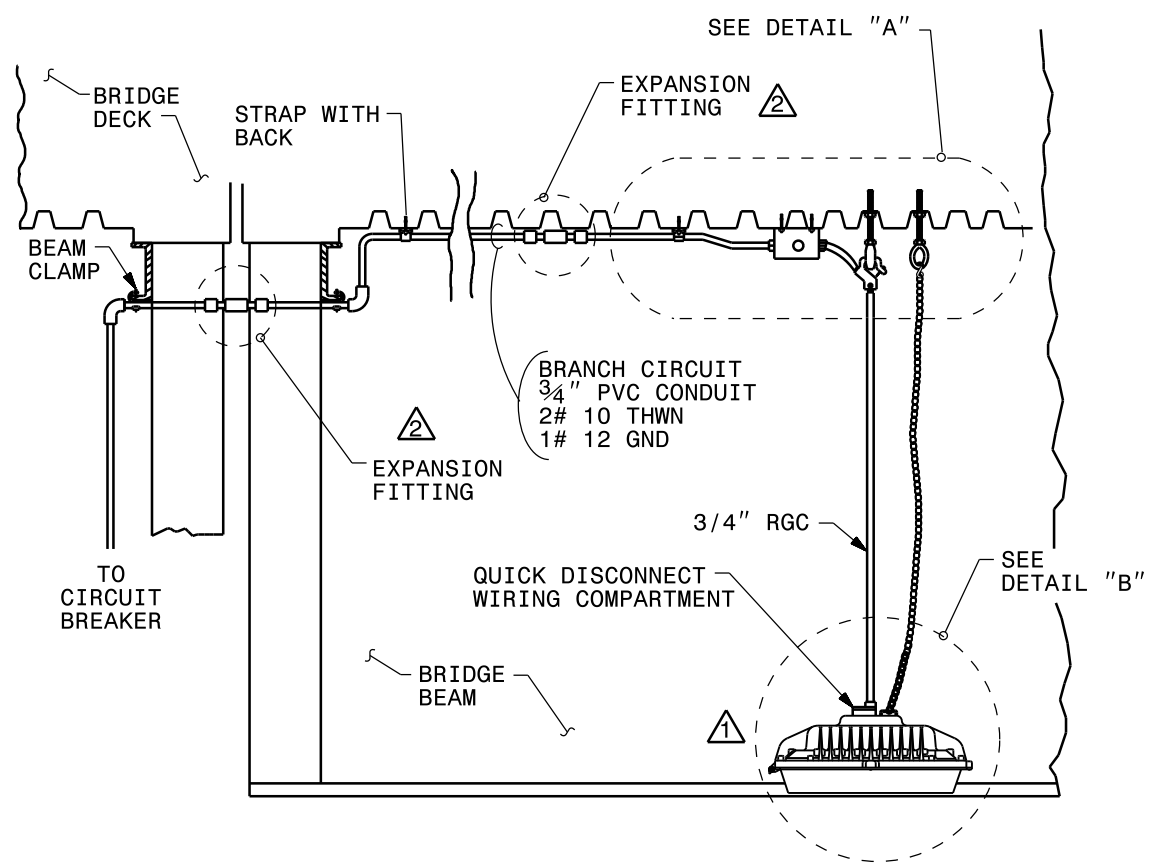 SEE DETAIL "A"
EXPANSION
FITTING
2
BRIDGE
DECK
STRAP WITH
BACK
BEAM
CLAMP
BRANCH CIRCUIT
3/4" PVC CONDUIT
2# 10 THWN
1# 12 GND
2
EXPANSION
FITTING
3/4" RGC
TO
CIRCUIT
BREAKER
QUICK DISCONNECT
WIRING COMPARTMENT
SEE
DETAIL "B"
BRIDGE
BEAM
1